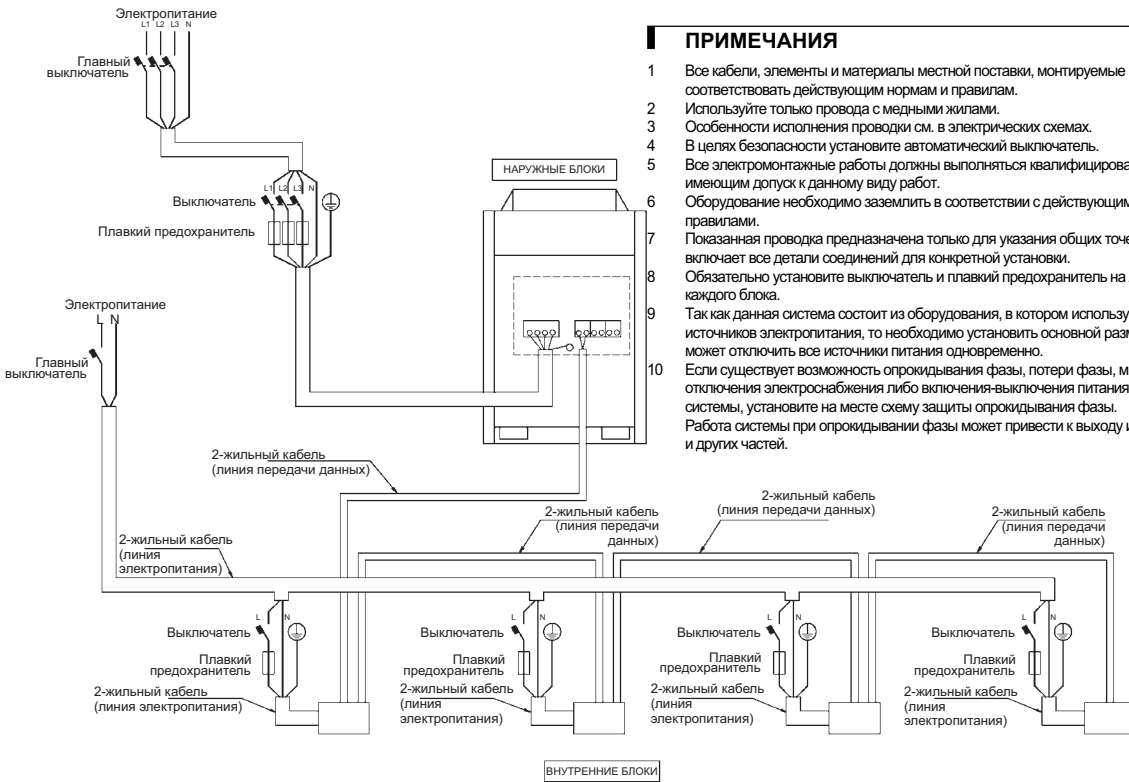 Электропитание
L1 L2 L3 N
Главный
выключатель
ПРИМЕЧАНИЯ
1 Все кабели, элементы и материалы местной поставки, монтируемые
соответствовать действующим нормам и правилам.
2 Используйте только провода с медными жилами.
3 Особенности исполнения проводки см. в электрических схемах.
4 В целях безопасности установите автоматический выключатель.
5 Все электромонтажные работы должны выполняться
имеющим допуск к данному виду работ.
6 Оборудование необходимо заземлить в соответствии с
правилами.
7 Показанная проводка предназначена только для указания общих
включает все детали соединений для конкретной установки.
8 Обязательно установите выключатель и плавкий предохранитель на
каждого блока.
9 Так как данная система состоит из оборудования, в котором
источников электропитания, то необходимо установить основной
может отключить все источники питания одновременно.
10 Если существует возможность опрокидывания фазы, потери фазы,
отключения электроснабжения либо включения-выключения питания
системы, установите на месте схему защиты опрокидывания фазы.
Работа системы при опрокидывании фазы может привести к выходу
и других частей.
НАРУЖНЫЕ БЛОКИ
L1 L2 L3 N
Выключатель
Плавкий предохранитель
Электропитание
L N
Главный
выключатель
2-жильный кабель
(линия передачи данных)
2-жильный кабель
(линия передачи
данных)
2-жильный кабель
(линия передачи данных)
2-жильный кабель
(линия передачи
данных)
2-жильный кабель
(линия
электропитания)
L N
Выключатель
Плавкий
предохранитель
2-жильный кабель
(линия электропитания)
L N
Выключатель
Плавкий
предохранитель
2-жильный кабель
(линия
электропитания)
L N
Выключатель
Плавкий
предохранитель
2-жильный кабель
(линия
электропитания)
L N
Выключатель
Плавкий
предохранитель
2-жильный кабель
(линия
электропитания)
ВНУТРЕННИЕ БЛОКИ